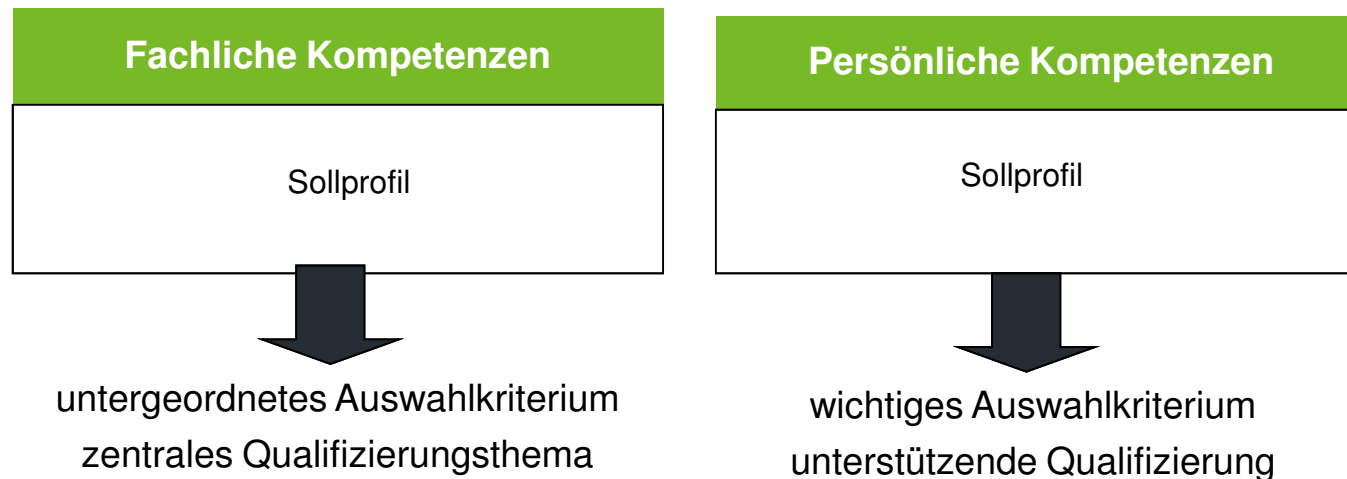 Fachliche Kompetenzen
Sollprofil
untergeordnetes Auswahlkriterium
zentrales Qualifizierungsthema
Persönliche Kompetenzen
Sollprofil
wichtiges Auswahlkriterium
unterstützende Qualifizierung